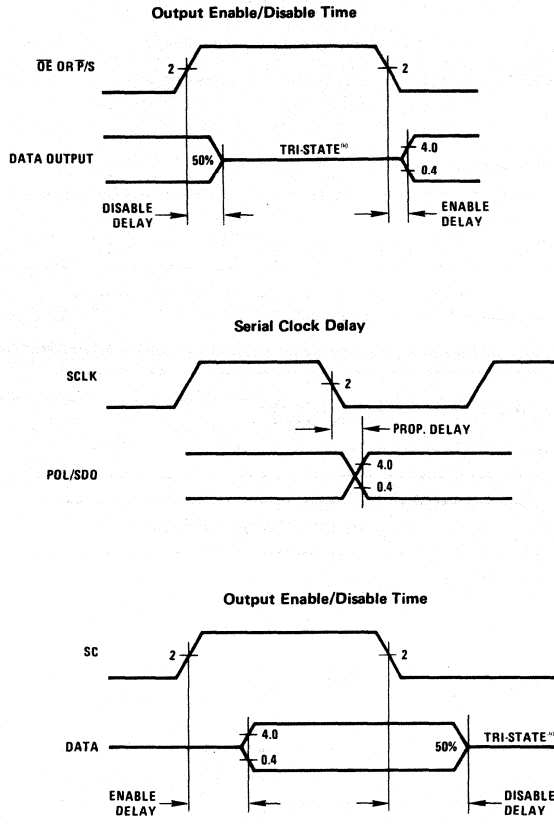 Output Enable/Disable Time
OE OR P/S
2
2
DATA OUTPUT
50%
TRI-STATE
4.0
0.4
DISABLE
DELAY
ENABLE
DELAY
Serial Clock Delay
SCLK
2
PROP. DELAY
POL/SDO
4.0
0.4
Output Enable/Disable Time
SC
2
2
DATA
4.0
0.4
50%
TRI-STATE
ENABLE
DELAY
DISABLE
DELAY